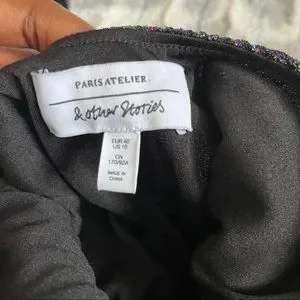 PARIS ATELIER
& other Stories
EUR 40
US 10
CN
170/92A
MADE IN
CHINA